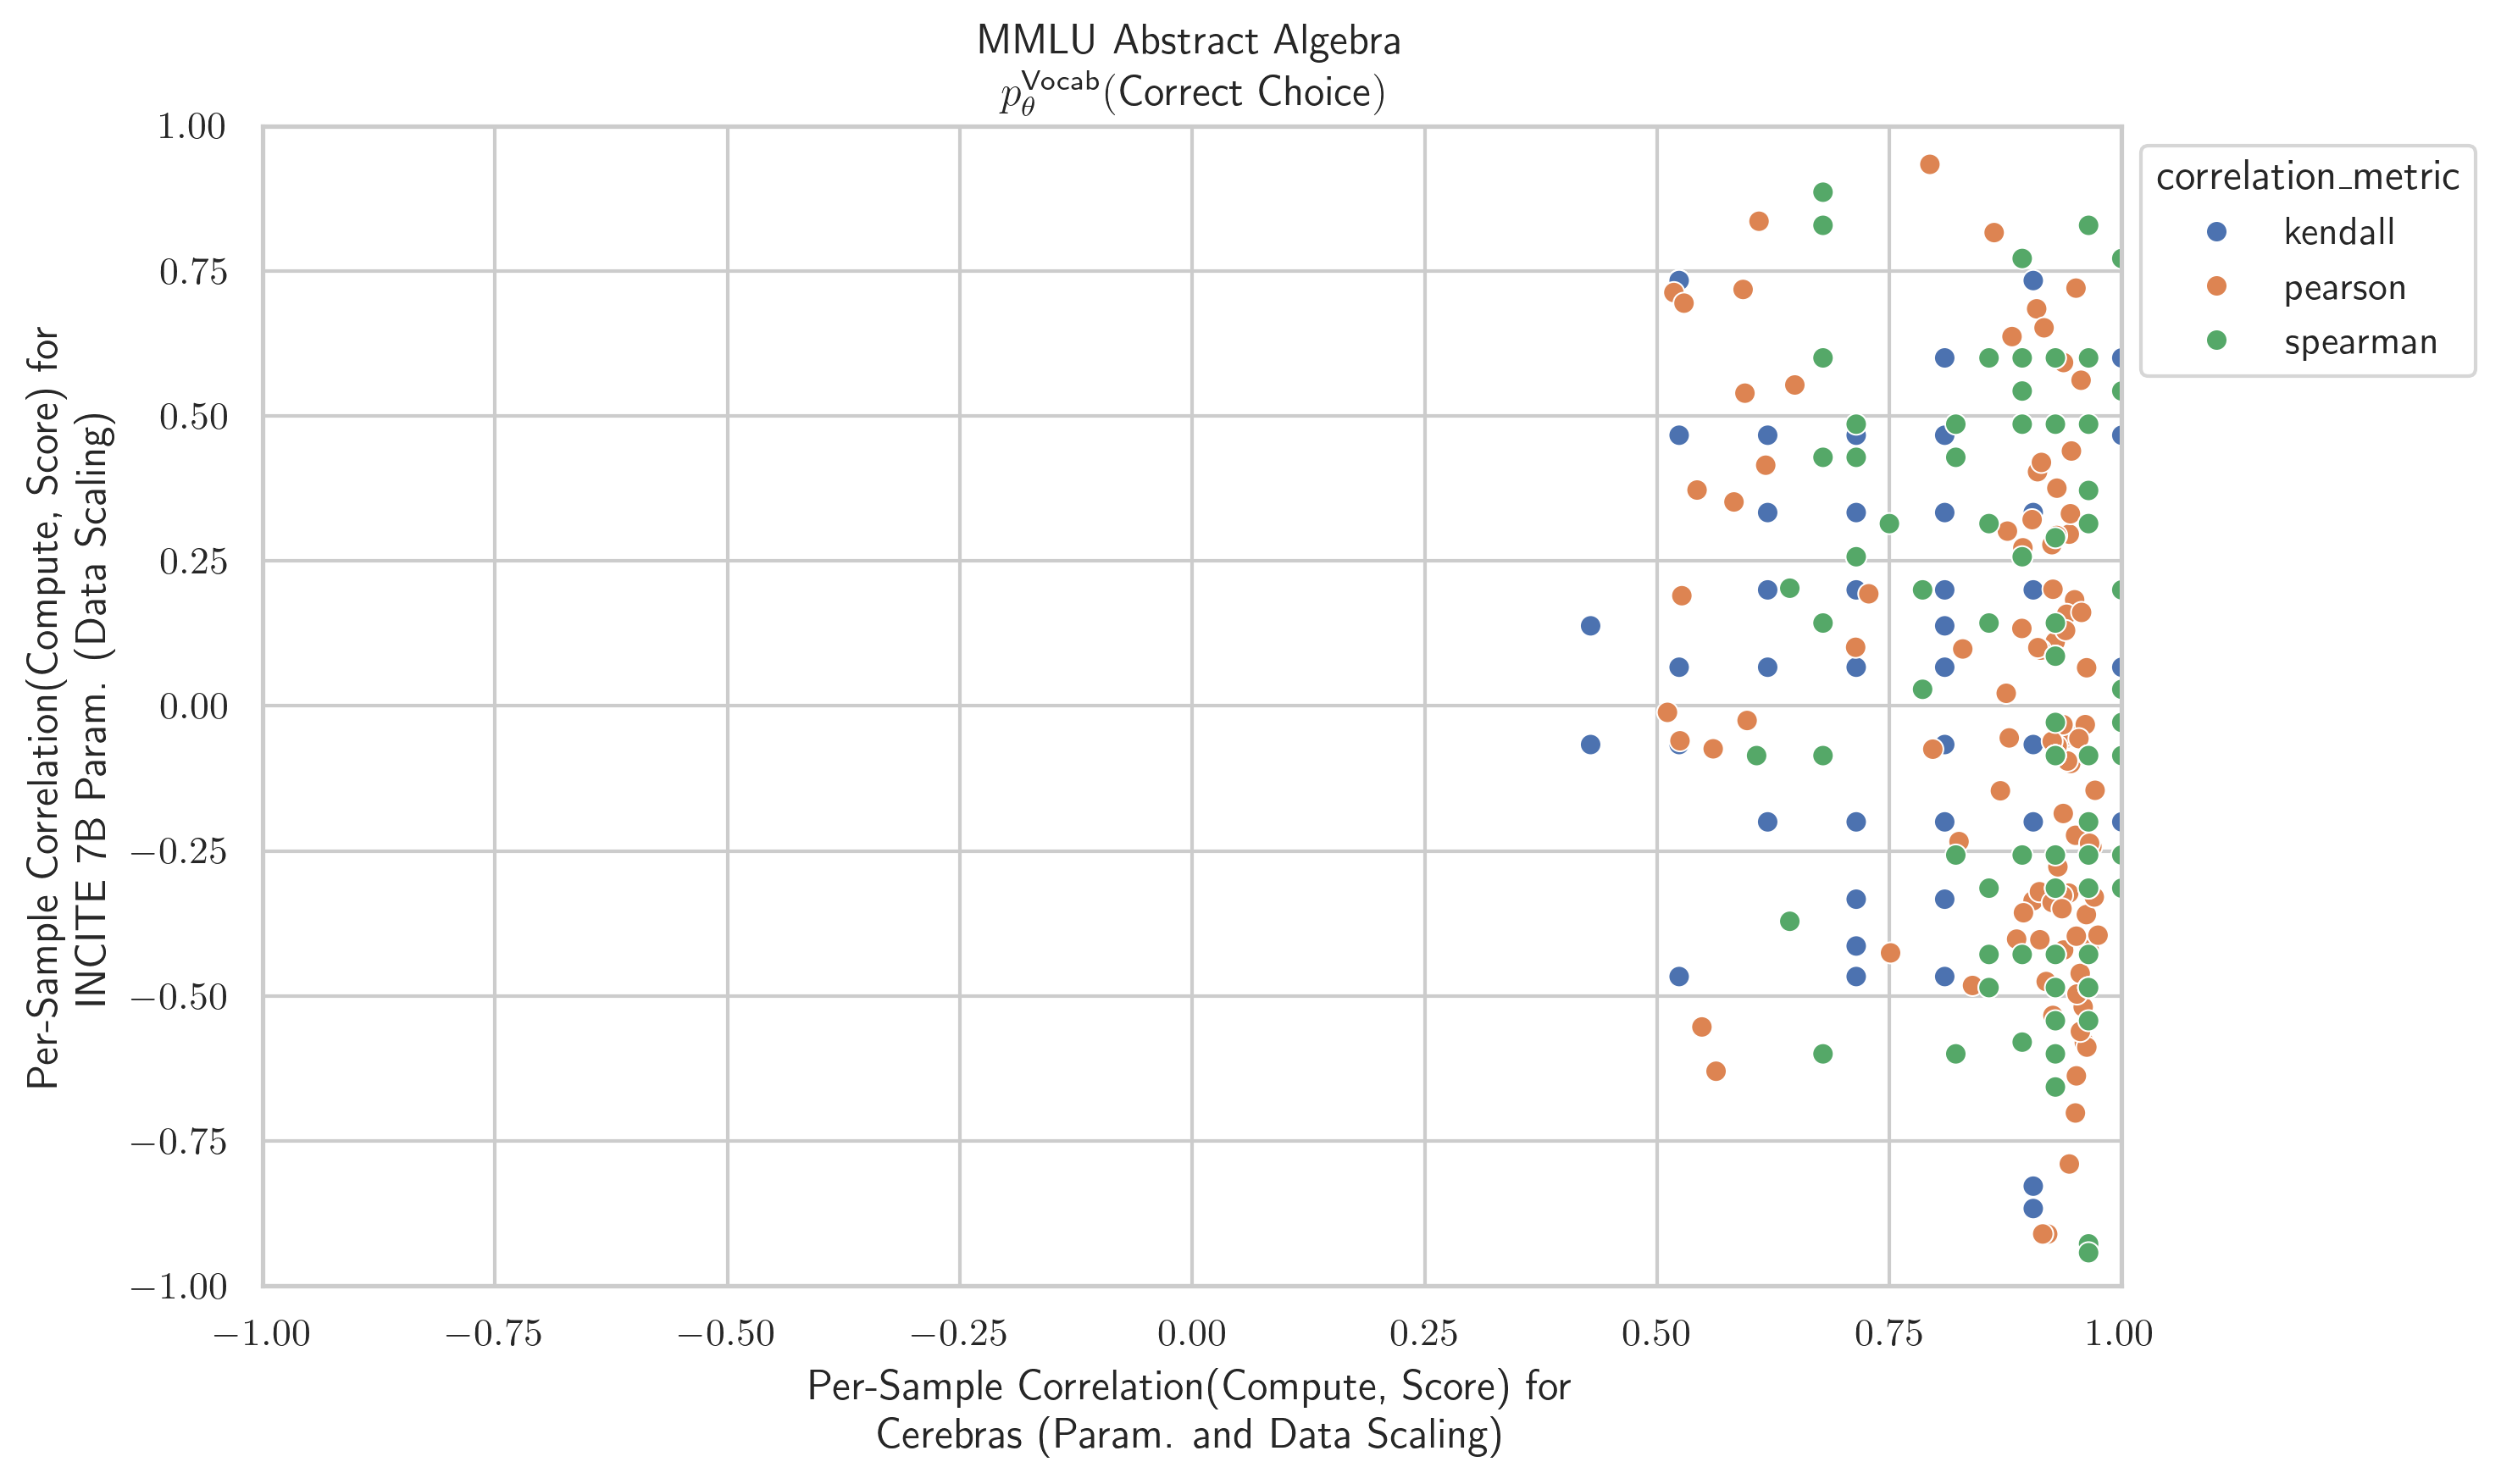 MMLU Abstract Algebra
p_θ^Vocab(Correct Choice)
1.00
0.75
0.50
0.25
0.00
−0.25
−0.50
−0.75
−1.00
Per-Sample Correlation(Compute, Score) for
INCITE 7B Param. (Data Scaling)
−1.00
−0.75
−0.50
−0.25
0.00
0.25
0.50
0.75
1.00
Per-Sample Correlation(Compute, Score) for
Cerebras (Param. and Data Scaling)
correlation_metric
kendall
pearson
spearman